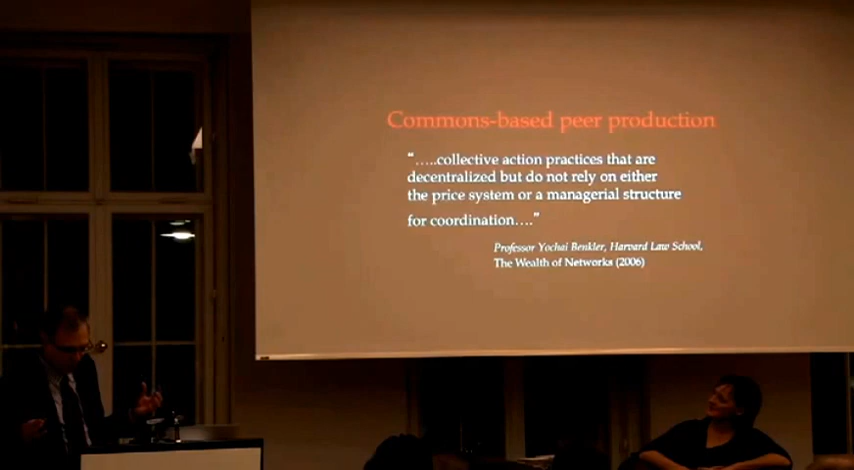 Commons-based peer production
“…..collective action practices that are
decentralized but do not rely on either
the price system or a managerial structure
for coordination….”
Professor Yochai Benkler, Harvard Law School,
The Wealth of Networks (2006)